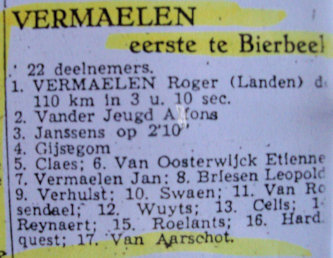 VERMAELEN
eerste te Bierbeel
22 deelnemers.
1. VERMAELEN Roger (Landen) d
110 km in 3 u. 10 sec.
2. Vander Jeugd Alfons
3. Janssens op 2'10"
4. Gijsegom
5. Claes; 6. Van Oosterwijck Etienne
7. Vermaelen Jan; 8. Briesen Leopold
9. Verhulst; 10. Swaen; 11. Van Ro
sendael; 12. Wuyts; 13. Cells; 1
Reynaert; 15. Roelants; 16. Hard
quest; 17. Van Aarschot.